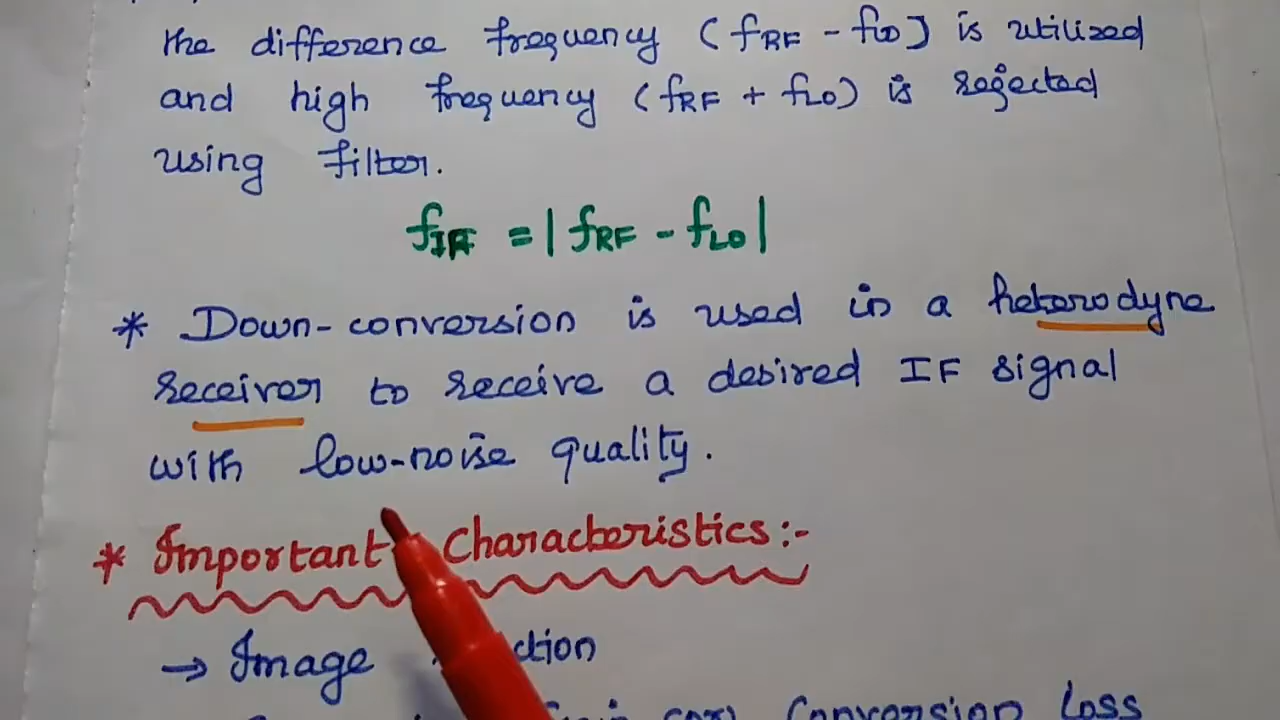 the difference frequency (fRF - fLO) is utilized
and high frequency (fRF + fLO) is rejected
using filter.
fIF = | fRF - fLO |
* Down-conversion is used in a heterodyne
receiver to receive a desired IF signal
with low-noise quality.
* Important Characteristics:-
→ Image
Conversion Loss